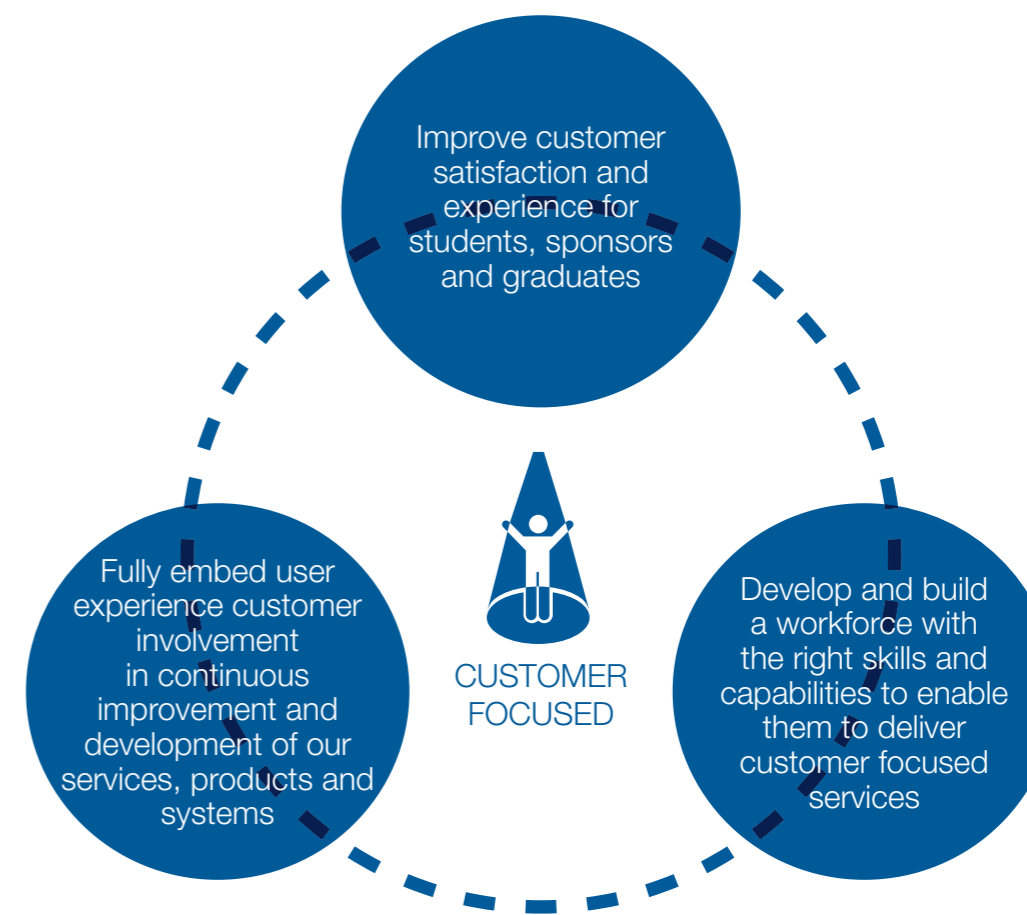 Improve customer
satisfaction and
experience for
students, sponsors
and graduates
Fully embed user
experience customer
involvement
in continuous
improvement and
development of our
services, products and
systems
CUSTOMER
FOCUSED
Develop and build
a workforce with
the right skills and
capabilities to enable
them to deliver
customer focused
services